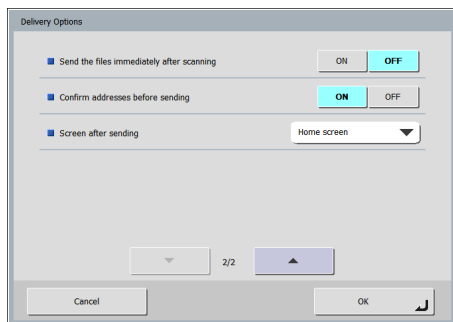 Delivery Options
Send the files immediately after scanning ON OFF
Confirm addresses before sending ON OFF
Screen after sending Home screen
2/2
Cancel OK